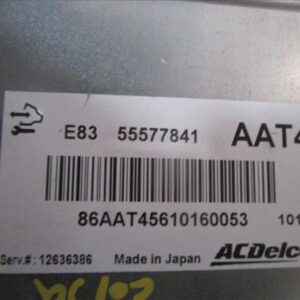 E83 55577841 AAT4
86AAT45610160053 101
Serv.#: 12636386 Made in Japan ACDelco